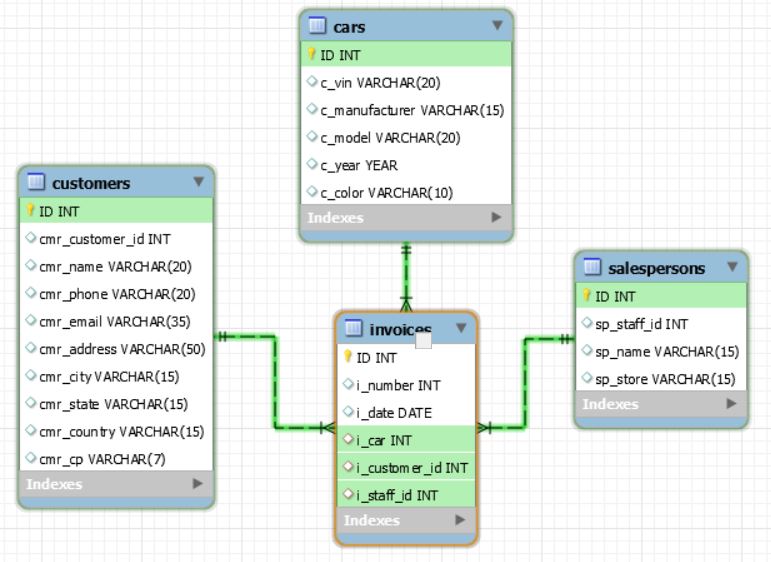 cars
ID INT
c_vin VARCHAR(20)
c_manufacturer VARCHAR(15)
c_model VARCHAR(20)
c_year YEAR
c_color VARCHAR(10)
Indexes
customers
ID INT
cmr_customer_id INT
cmr_name VARCHAR(20)
cmr_phone VARCHAR(20)
cmr_email VARCHAR(35)
cmr_address VARCHAR(50)
cmr_city VARCHAR(15)
cmr_state VARCHAR(15)
cmr_country VARCHAR(15)
cmr_cp VARCHAR(7)
Indexes
salespersons
ID INT
sp_staff_id INT
sp_name VARCHAR(15)
sp_store VARCHAR(15)
Indexes
invoices
ID INT
i_number INT
i_date DATE
i_car INT
i_customer_id INT
i_staff_id INT
Indexes